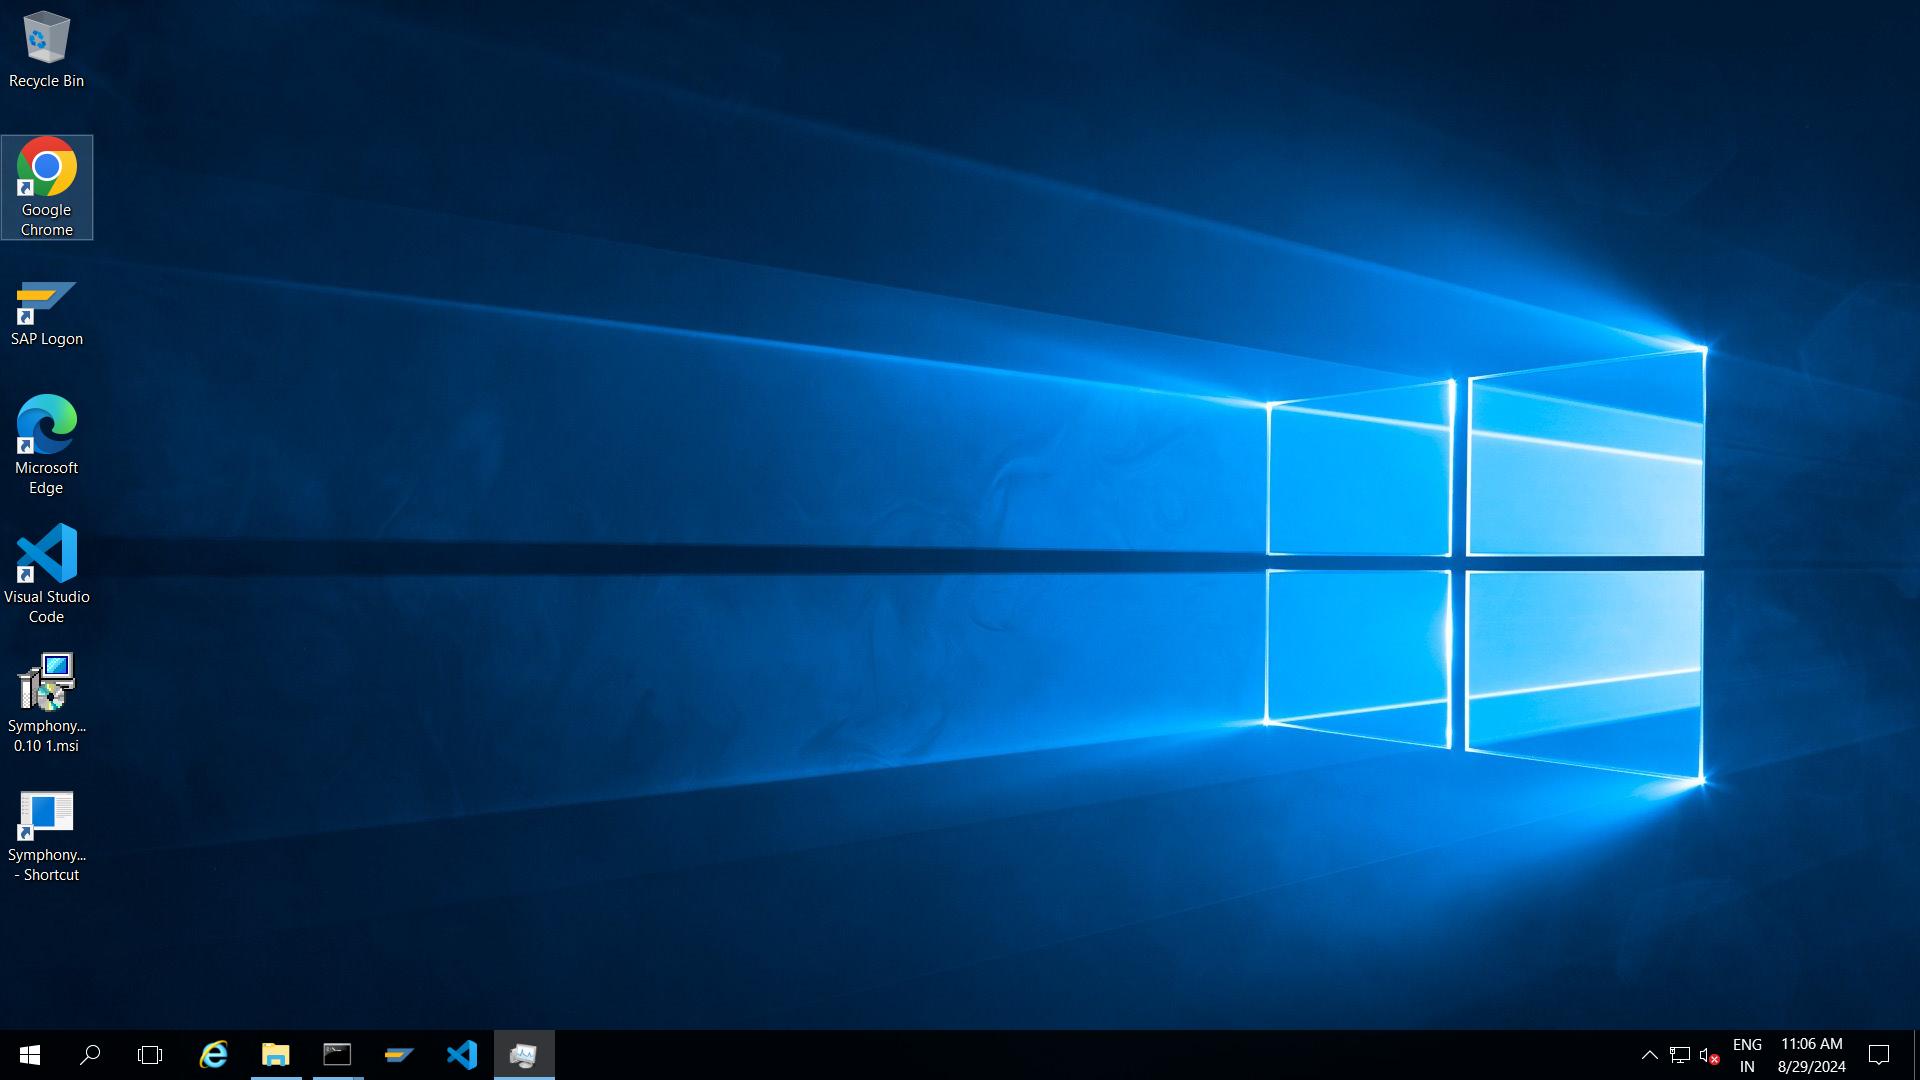 Recycle Bin
Google
Chrome
SAP Logon
Microsoft
Edge
Visual Studio
Code
Symphony...
0.10 1.msi
Symphony...
- Shortcut
ENG
IN
11:06 AM
8/29/2024